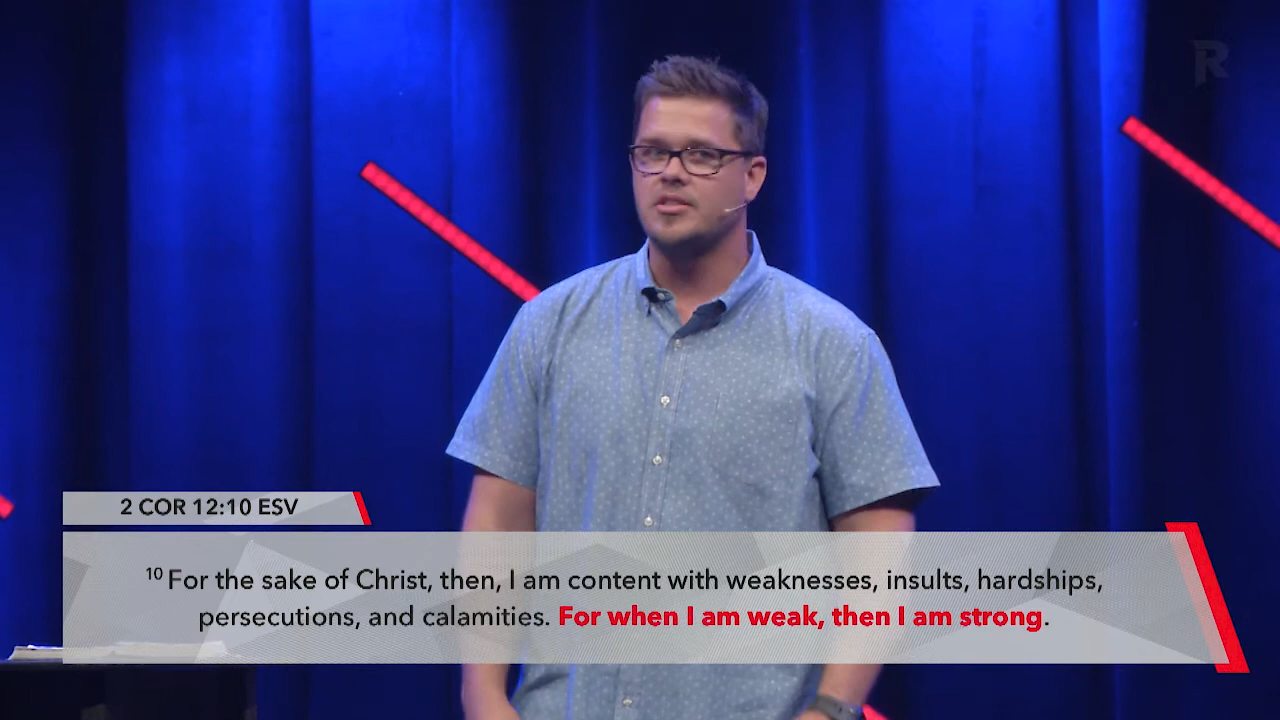 R
2 COR 12:10 ESV
10 For the sake of Christ, then, I am content with weaknesses, insults, hardships,
persecutions, and calamities. For when I am weak, then I am strong.